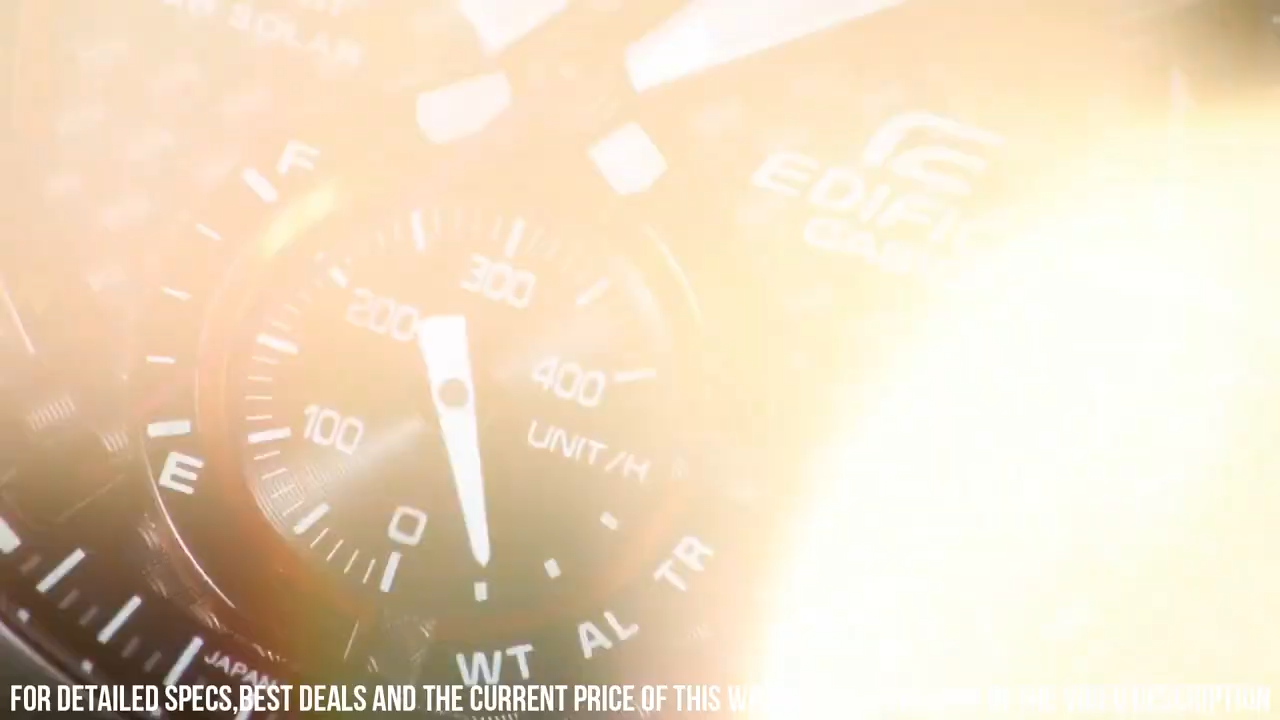 SOLAR
F
EDIFIC
300
200
400
100
UNIT/H
E
0
TR
AL
WT
JAPAN
FOR DETAILED SPECS,BEST DEALS AND THE CURRENT PRICE OF THIS